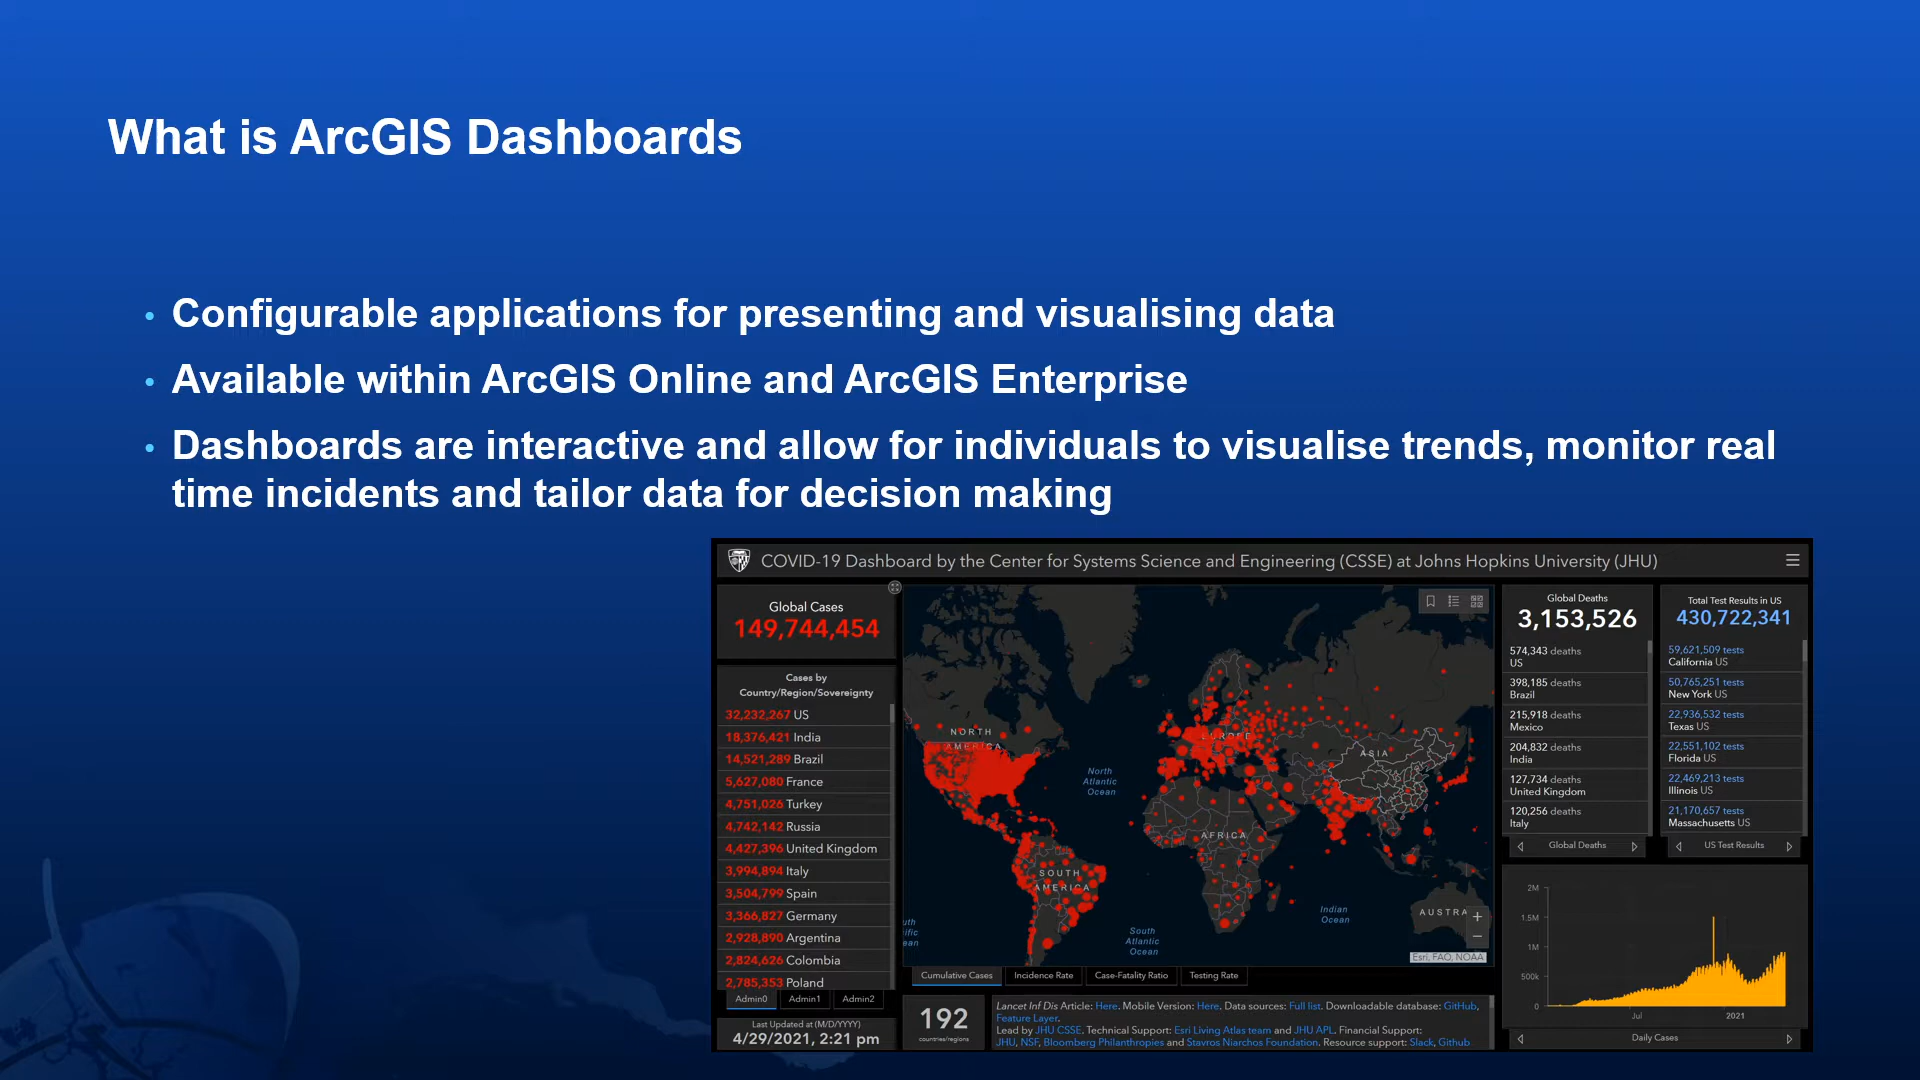 What is ArcGIS Dashboards
Configurable applications for presenting and visualising data
Available within ArcGIS Online and ArcGIS Enterprise
Dashboards are interactive and allow for individuals to visualise trends, monitor real
time incidents and tailor data for decision making
COVID-19 Dashboard by the Center for Systems Science and Engineering (CSSE) at Johns Hopkins University (JHU)
Global Cases
149,744,454
Cases by
Country/Region/Sovereignty
32,232,267 US
18,376,421 India
14,521,289 Brazil
5,627,080 France
4,751,026 Turkey
4,742,142 Russia
4,427,396 United Kingdom
3,994,894 Italy
3,504,799 Spain
3,366,827 Germany
2,928,890 Argentina
2,824,626 Colombia
2,785,353 Poland
Admin0 Admin1 Admin2
Last Updated at (M/D/YYYY)
4/29/2021, 2:21 pm
NORTH
AMERICA
North
Atlantic
Ocean
EUROPE
ASIA
AFRICA
SOUTH
AMERICA
South
Atlantic
Ocean
Indian
Ocean
AUSTRA
uth
ific
ean
+
−
Esri, FAO, NOAA
Cumulative Cases Incidence Rate Case-Fatality Ratio Testing Rate
192
countries/regions
Lancet Inf Dis Article: Here. Mobile Version: Here. Data sources: Full list. Downloadable database: GitHub,
Feature Layer.
Lead by JHU CSSE. Technical Support: Esri Living Atlas team and JHU APL. Financial Support:
JHU, NSF, Bloomberg Philanthropies and Stavros Niarchos Foundation. Resource support: Slack, Github
Global Deaths
3,153,526
574,343 deaths
US
398,185 deaths
Brazil
215,918 deaths
Mexico
204,832 deaths
India
127,734 deaths
United Kingdom
120,256 deaths
Italy
Global Deaths
Total Test Results in US
430,722,341
59,621,509 tests
California US
50,765,251 tests
New York US
22,936,532 tests
Texas US
22,551,102 tests
Florida US
22,469,213 tests
Illinois US
21,170,657 tests
Massachusetts US
US Test Results
2M
1.5M
1M
500k
0
Jul 2021
Daily Cases